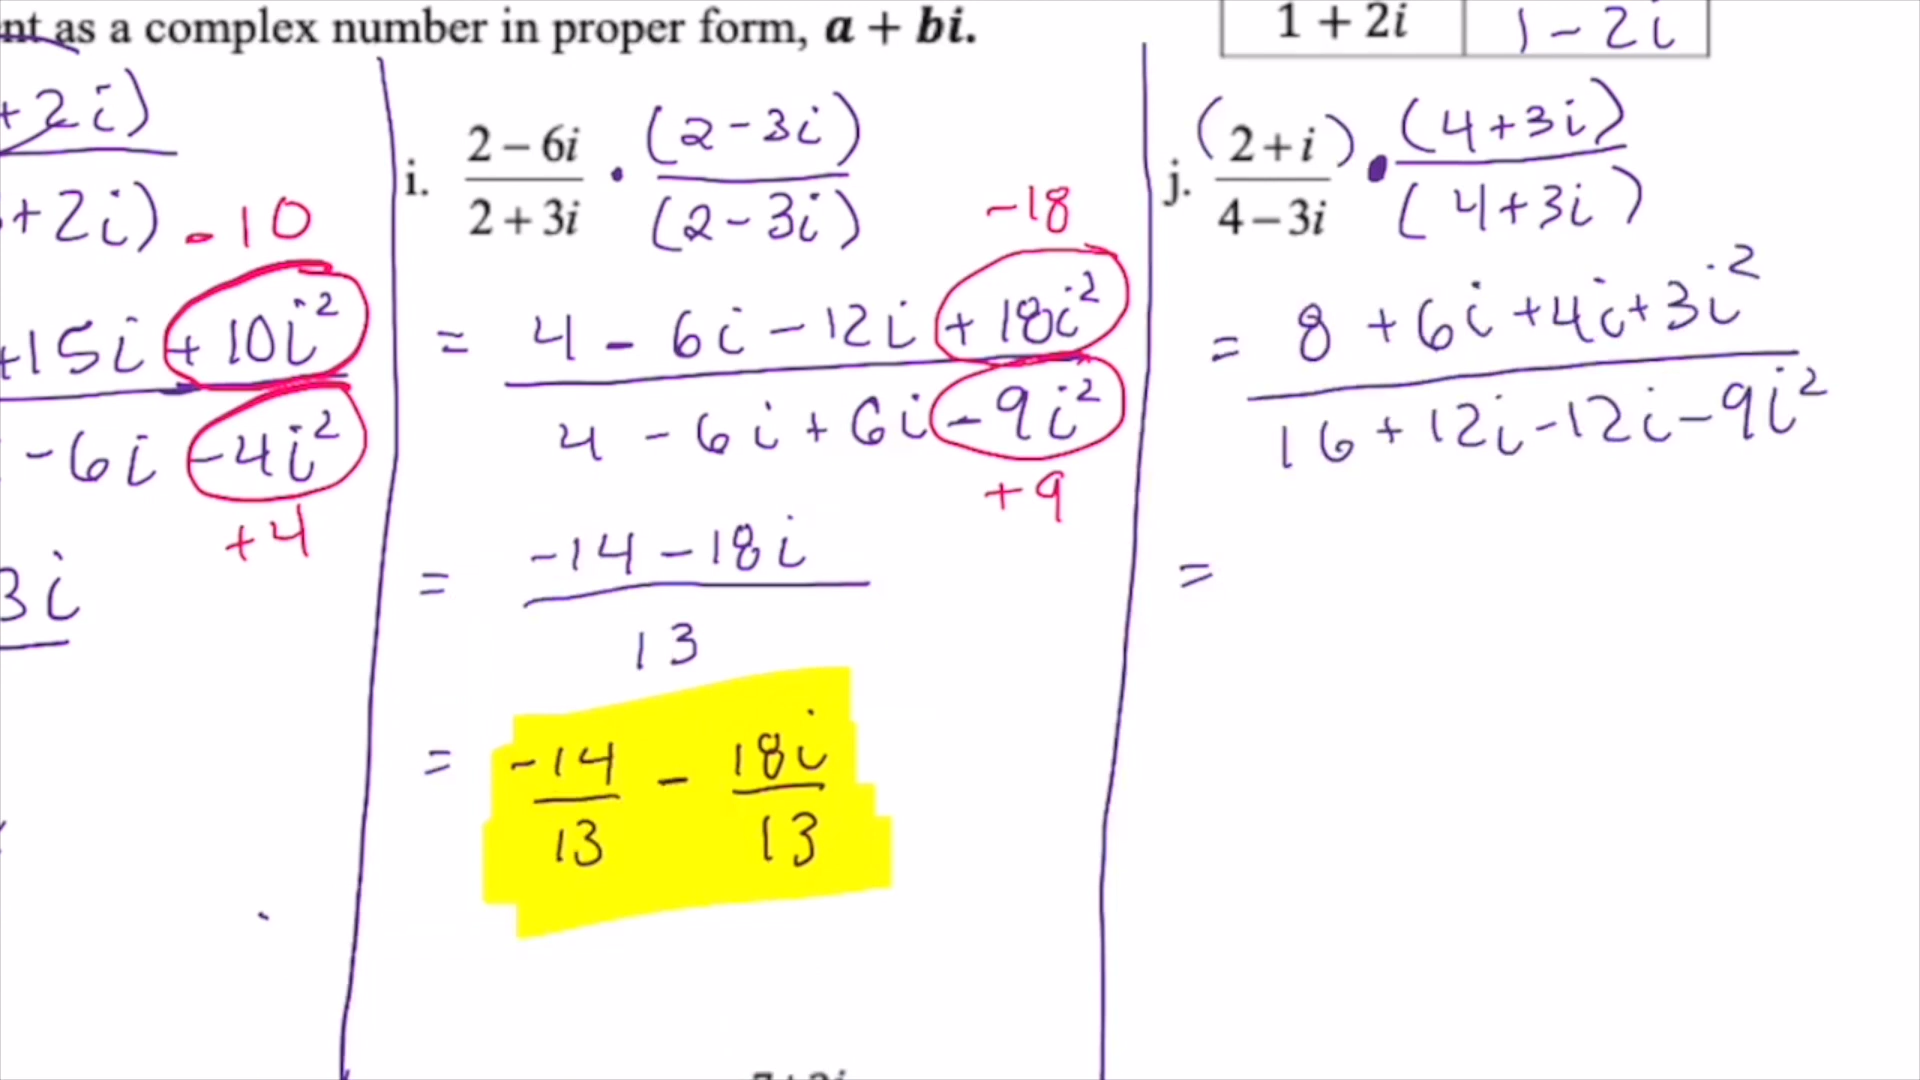 nt as a complex number in proper form, a + bi.
1 + 2i 1 - 2i
+2i)
+2i)
-10
+15i + 10i²
-6i -4i²
+4
3i
i. 2 - 6i / 2 + 3i · (2 - 3i) / (2 - 3i)
-18
= 4 - 6i - 12i + 18i² / 4 - 6i + 6i - 9i²
+9
= -14 - 18i / 13
= -14/13 - 18i/13
j. (2 + i) / 4 - 3i · (4 + 3i) / (4 + 3i)
= 8 + 6i + 4i + 3i² / 16 + 12i - 12i - 9i²
=